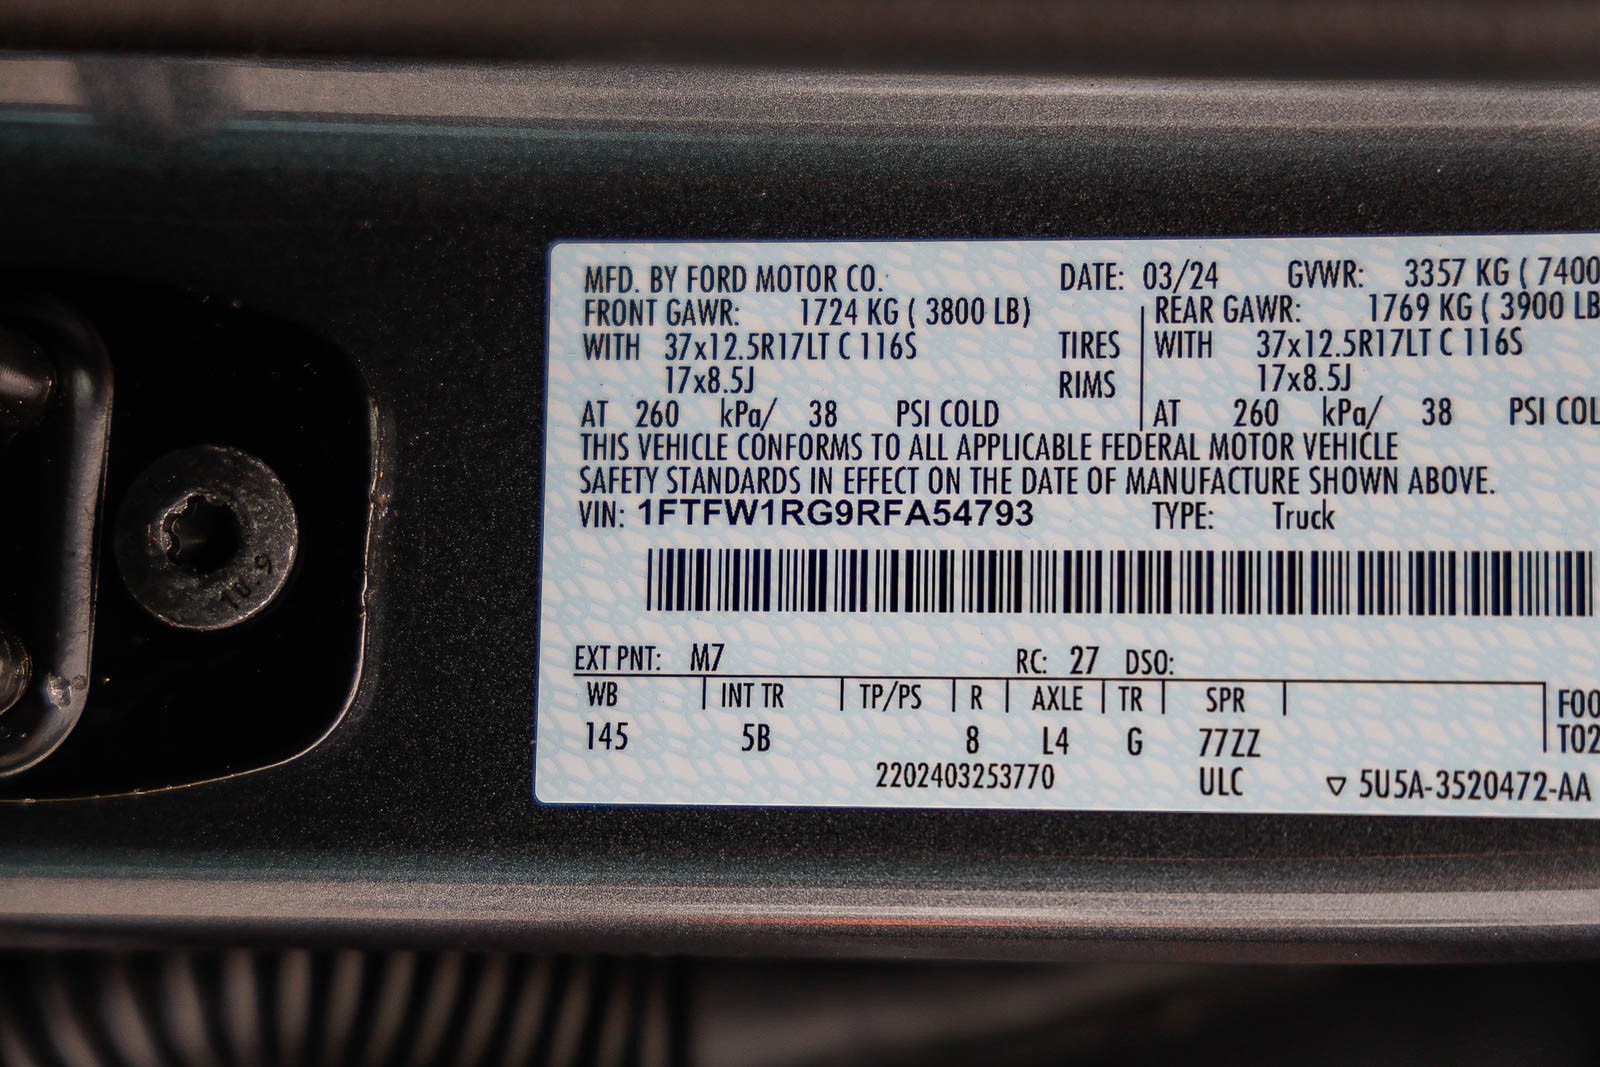 MFD. BY FORD MOTOR CO. DATE: 03/24 GVWR: 3357 KG ( 7400
FRONT GAWR: 1724 KG ( 3800 LB) REAR GAWR: 1769 KG ( 3900 LB
WITH 37x12.5R17LT C 116S TIRES WITH 37x12.5R17LT C 116S
17x8.5J RIMS 17x8.5J
AT 260 kPa/ 38 PSI COLD AT 260 kPa/ 38 PSI COL
THIS VEHICLE CONFORMS TO ALL APPLICABLE FEDERAL MOTOR VEHICLE
SAFETY STANDARDS IN EFFECT ON THE DATE OF MANUFACTURE SHOWN ABOVE.
VIN: 1FTFW1RG9RFA54793 TYPE: Truck
10.9
EXT PNT: M7 RC: 27 DSO:
WB INT TR TP/PS R AXLE TR SPR F00
145 5B 8 L4 G 77ZZ T02
2202403253770 ULC ▽ 5U5A-3520472-AA